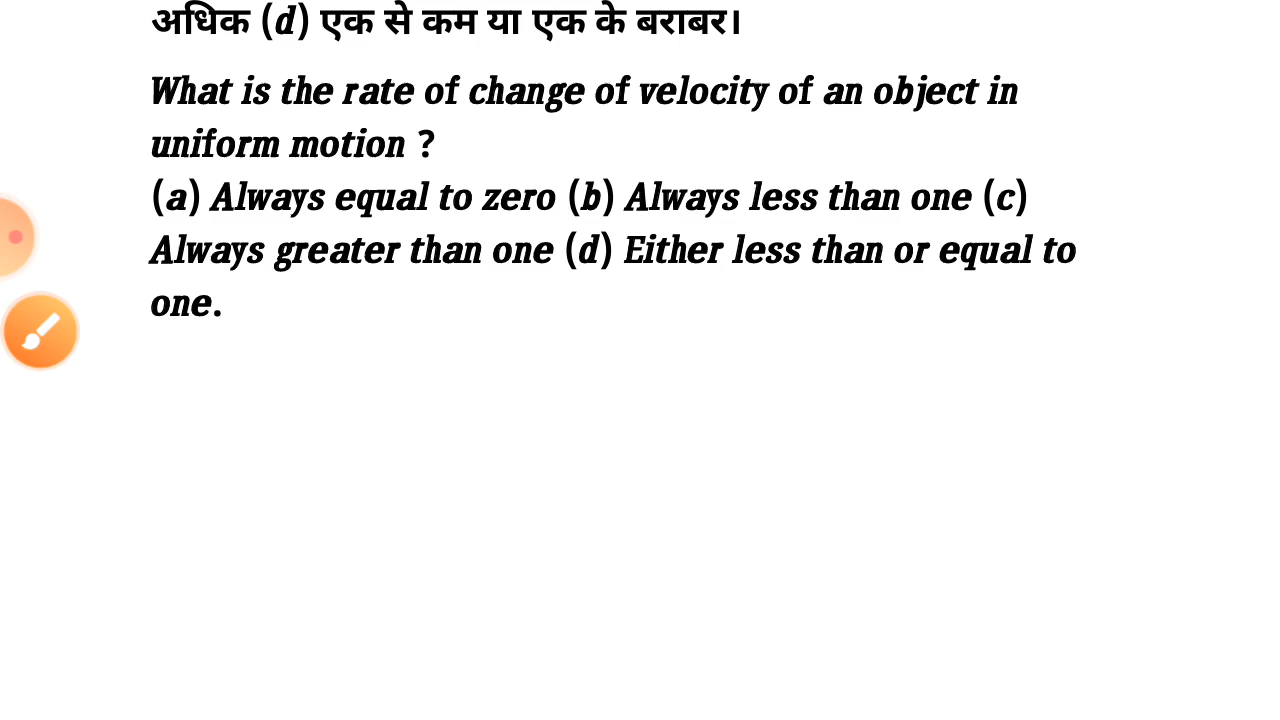 अधिक (d) एक से कम या एक के बराबर।
What is the rate of change of velocity of an object in
uniform motion ?
(a) Always equal to zero (b) Always less than one (c)
Always greater than one (d) Either less than or equal to
one.